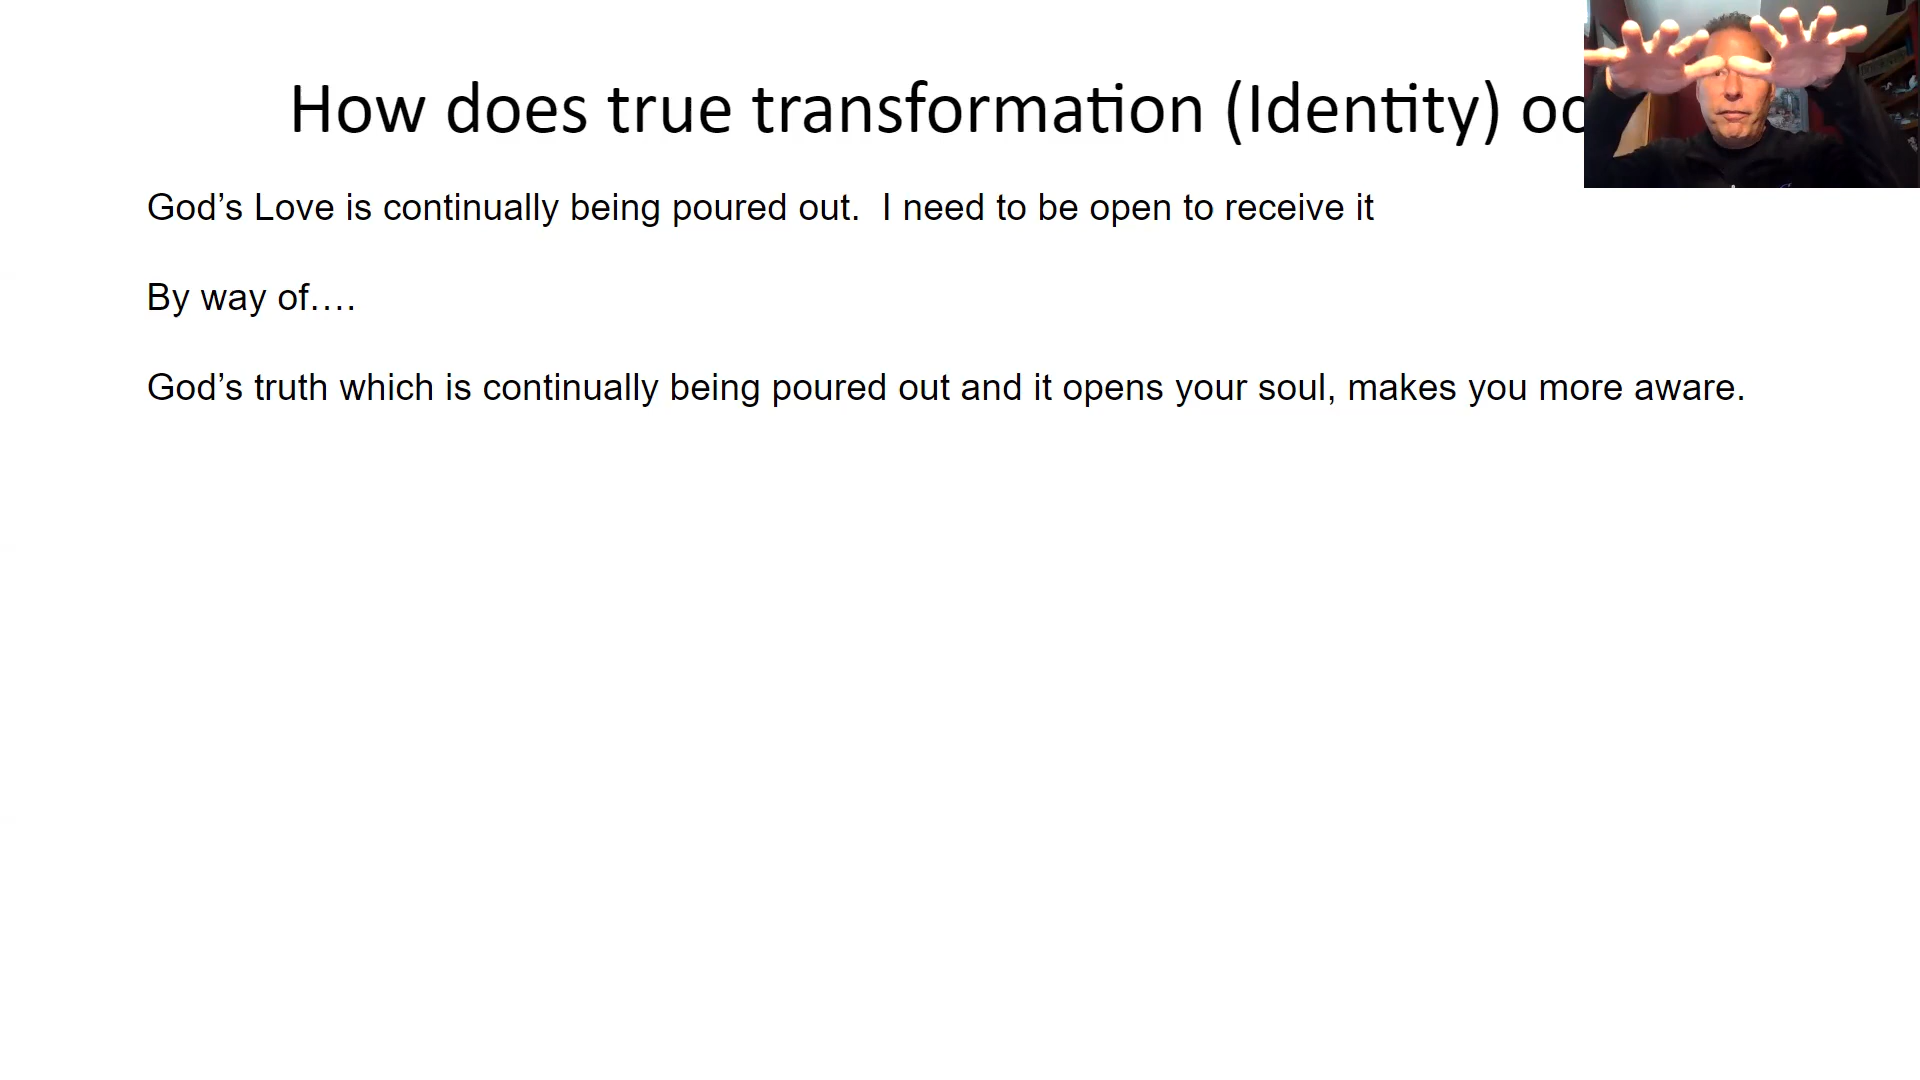 How does true transformation (Identity) oc
God’s Love is continually being poured out.  I need to be open to receive it
By way of….
God’s truth which is continually being poured out and it opens your soul, makes you more aware.